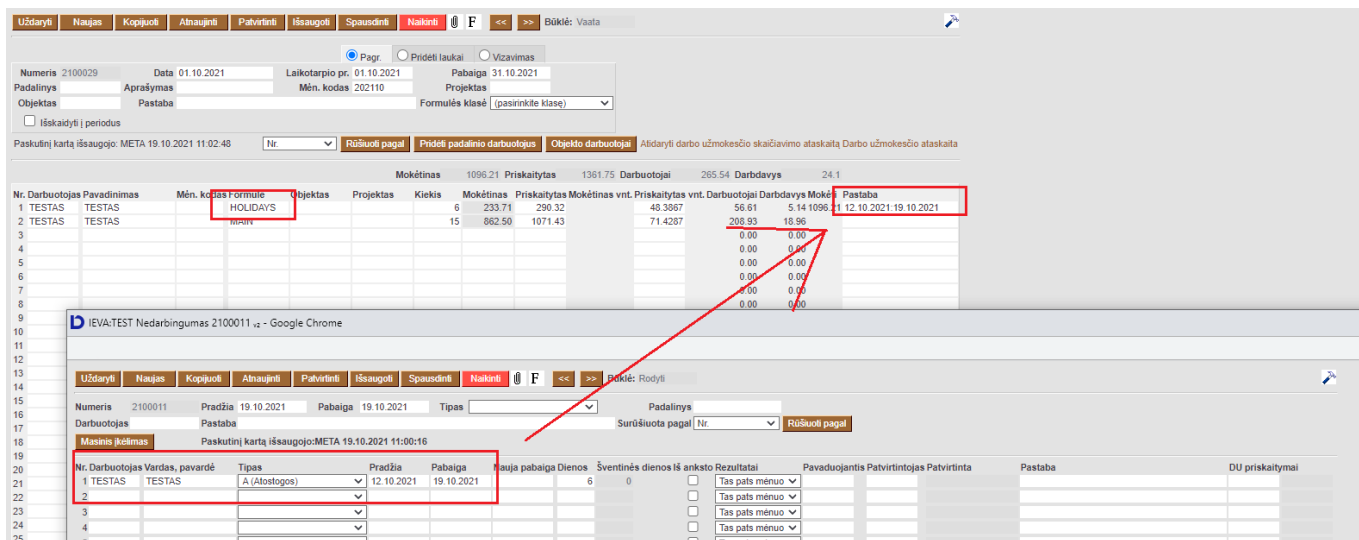 Uždaryti Naujas Kopijuoti Atnaujinti Patvirtinti Išsaugoti Spausdinti Naikinti F << >> Būklė: Vaata
Pagr. Pridėti laukai Vizavimas
Numeris 2100029 Data 01.10.2021 Laikotarpio pr. 01.10.2021 Pabaiga 31.10.2021
Padalinys Aprašymas Mėn. kodas 202110 Projektas
Objektas Pastaba Formulės klasė (pasirinkite klasę)
Išskaidyti į periodus
Paskutinį kartą išsaugojo: META 19.10.2021 11:02:48 Nr. Rūšiuoti pagal Pridėti padalinio darbuotojus Objekto darbuotojai Atidaryti darbo užmokesčio skaičiavimo ataskaitą Darbo užmokesčio ataskaita
Mokėtinas 1096.21 Priskaitytas 1361.75 Darbuotojai 265.54 Darbdavys 24.1
Nr. Darbuotojas Pavadinimas Mėn. kodas Formulė Objektas Projektas Kiekis Mokėtinas Priskaitytas Mokėtinas vnt. Priskaitytas vnt. Darbuotojai Darbdavys Mokėti Pastaba
1 TESTAS TESTAS HOLIDAYS 6 233.71 290.32 48.3867 56.61 5.14 1096.21 12.10.2021:19.10.2021
2 TESTAS TESTAS MAIN 15 862.50 1071.43 71.4287 208.93 18.96
3 0.00 0.00
4 0.00 0.00
5 0.00 0.00
6 0.00 0.00
7 0.00 0.00
8 0.00 0.00
9
10
11
12
13
14
15
16
17
18
19
20
21
22
23
24
25
IEVA:TEST Nedarbingumas 2100011 v2 - Google Chrome
Uždaryti Naujas Kopijuoti Atnaujinti Patvirtinti Išsaugoti Spausdinti Naikinti F << >> Būklė: Rodyti
Numeris 2100011 Pradžia 19.10.2021 Pabaiga 19.10.2021 Tipas Padalinys
Darbuotojas Pastaba Surūšiuota pagal Nr. Rūšiuoti pagal
Masinis įkėlimas Paskutinį kartą išsaugojo:META 19.10.2021 11:00:16
Nr. Darbuotojas Vardas, pavardė Tipas Pradžia Pabaiga Nauja pabaiga Dienos Šventinės dienos Iš anksto Rezultatai Pavaduojantis Patvirtintojas Patvirtinta Pastaba DU priskaitymai
1 TESTAS TESTAS A (Atostogos) 12.10.2021 19.10.2021 6 0 Tas pats mėnuo
2 Tas pats mėnuo
3 Tas pats mėnuo
4 Tas pats mėnuo